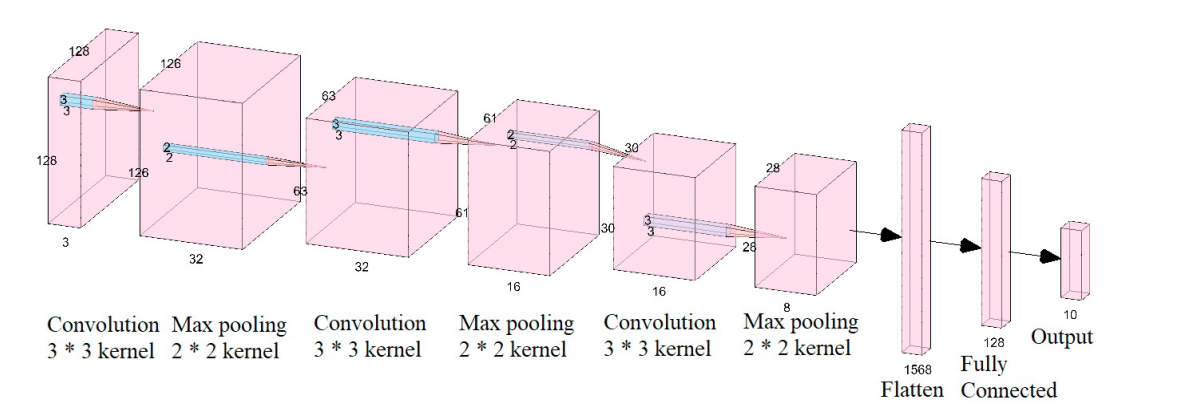 128
3
3
128
3
126
2
2
126
32
63
3
3
63
32
61
2
2
61
16
30
3
3
30
16
28
28
8
1568
128
10
Convolution
3 * 3 kernel
Max pooling
2 * 2 kernel
Convolution
3 * 3 kernel
Max pooling
2 * 2 kernel
Convolution
3 * 3 kernel
Max pooling
2 * 2 kernel
Flatten
Fully
Connected
Output